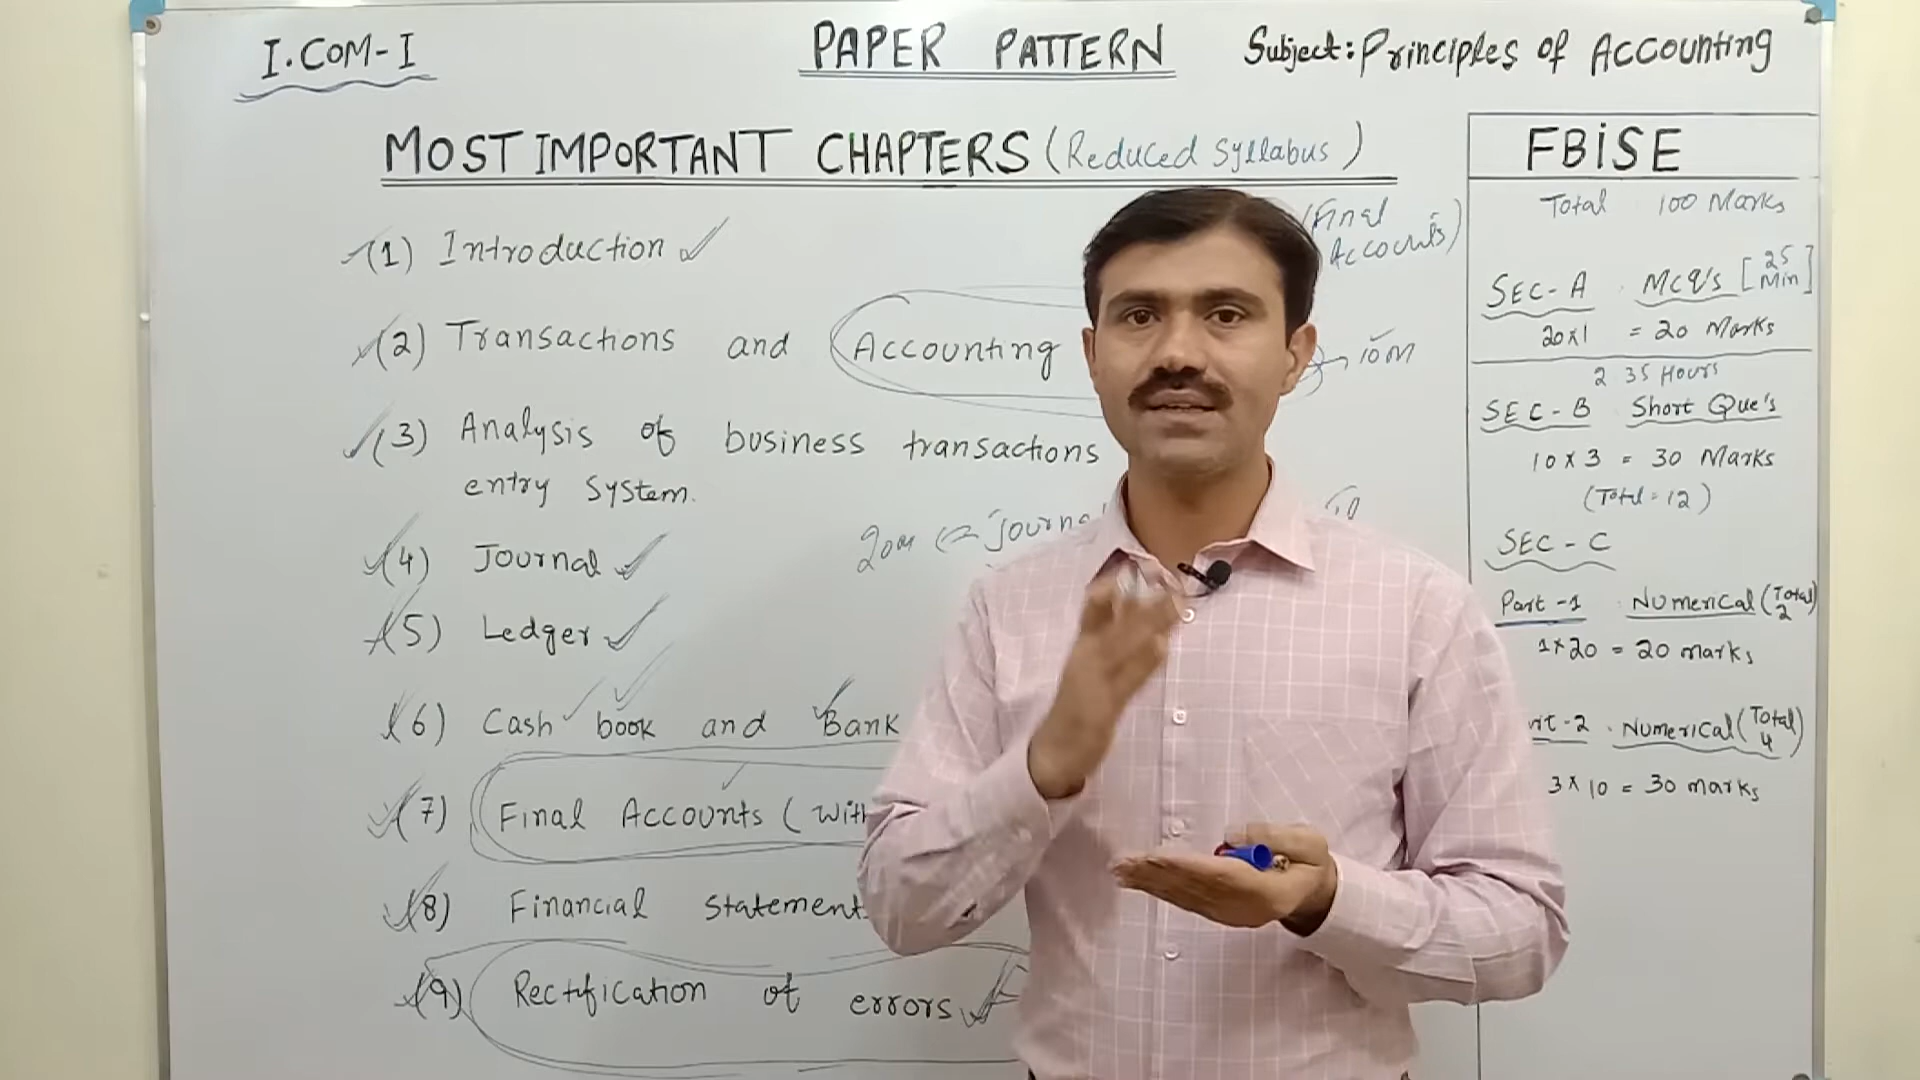 I.COM-I
PAPER PATTERN
Subject: Principles of Accounting
MOST IMPORTANT CHAPTERS (Reduced Syllabus)
(1) Introduction
(Final
Accounts)
(2) Transactions and Accounting
10M
(3) Analysis of business transactions
entry system.
20M
Journal
(4) Journal
(5) Ledger
(6) Cash book and Bank
(7) Final Accounts (With
(8) Financial Statement
(9) Rectification of errors
FBiSE
Total 100 Marks
SEC-A MCQ's [25 Min]
20x1 = 20 Marks
2 35 Hours
SEC-B Short Que's
10 x 3 = 30 Marks
(Total = 12)
SEC-C
Part-1 Numerical (Total 2)
1x20 = 20 marks
rt-2 Numerical (Total 4)
3x10 = 30 marks